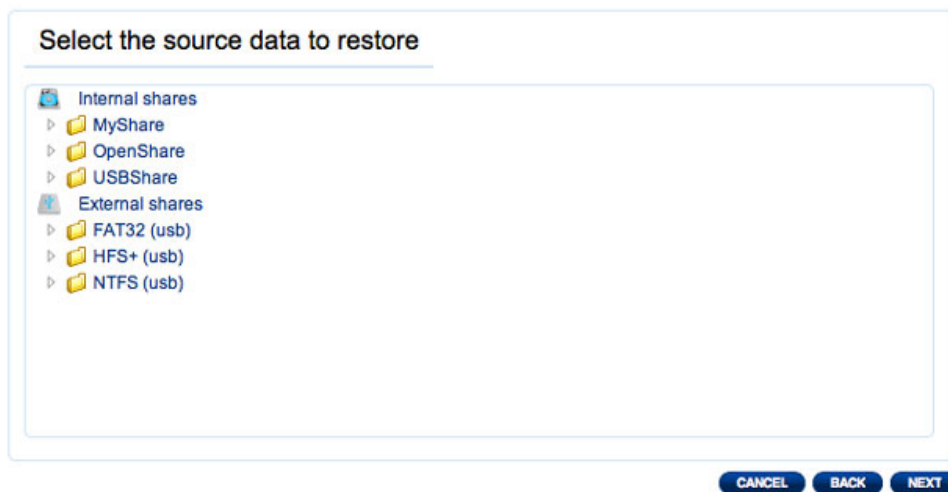 Select the source data to restore
Internal shares
MyShare
OpenShare
USBShare
External shares
FAT32 (usb)
HFS+ (usb)
NTFS (usb)
CANCEL BACK NEXT